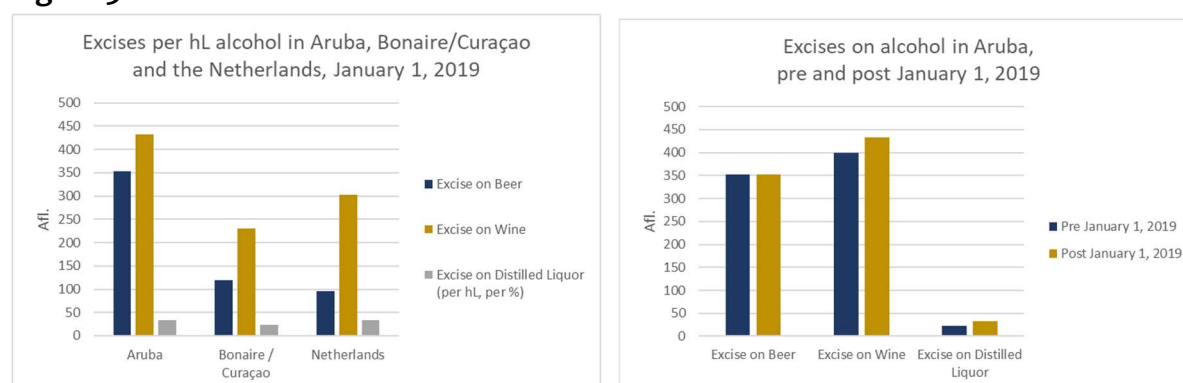 Excises per hL alcohol in Aruba, Bonaire/Curaçao
and the Netherlands, January 1, 2019
500
450
400
350
300
250
200
150
100
50
0
Afl.
Aruba
Bonaire /
Curaçao
Netherlands
Excise on Beer
Excise on Wine
Excise on Distilled Liquor
(per hL, per %)
Excises on alcohol in Aruba,
pre and post January 1, 2019
500
450
400
350
300
250
200
150
100
50
0
Afl.
Excise on Beer
Excise on Wine
Excise on Distilled
Liquor
Pre January 1, 2019
Post January 1, 2019